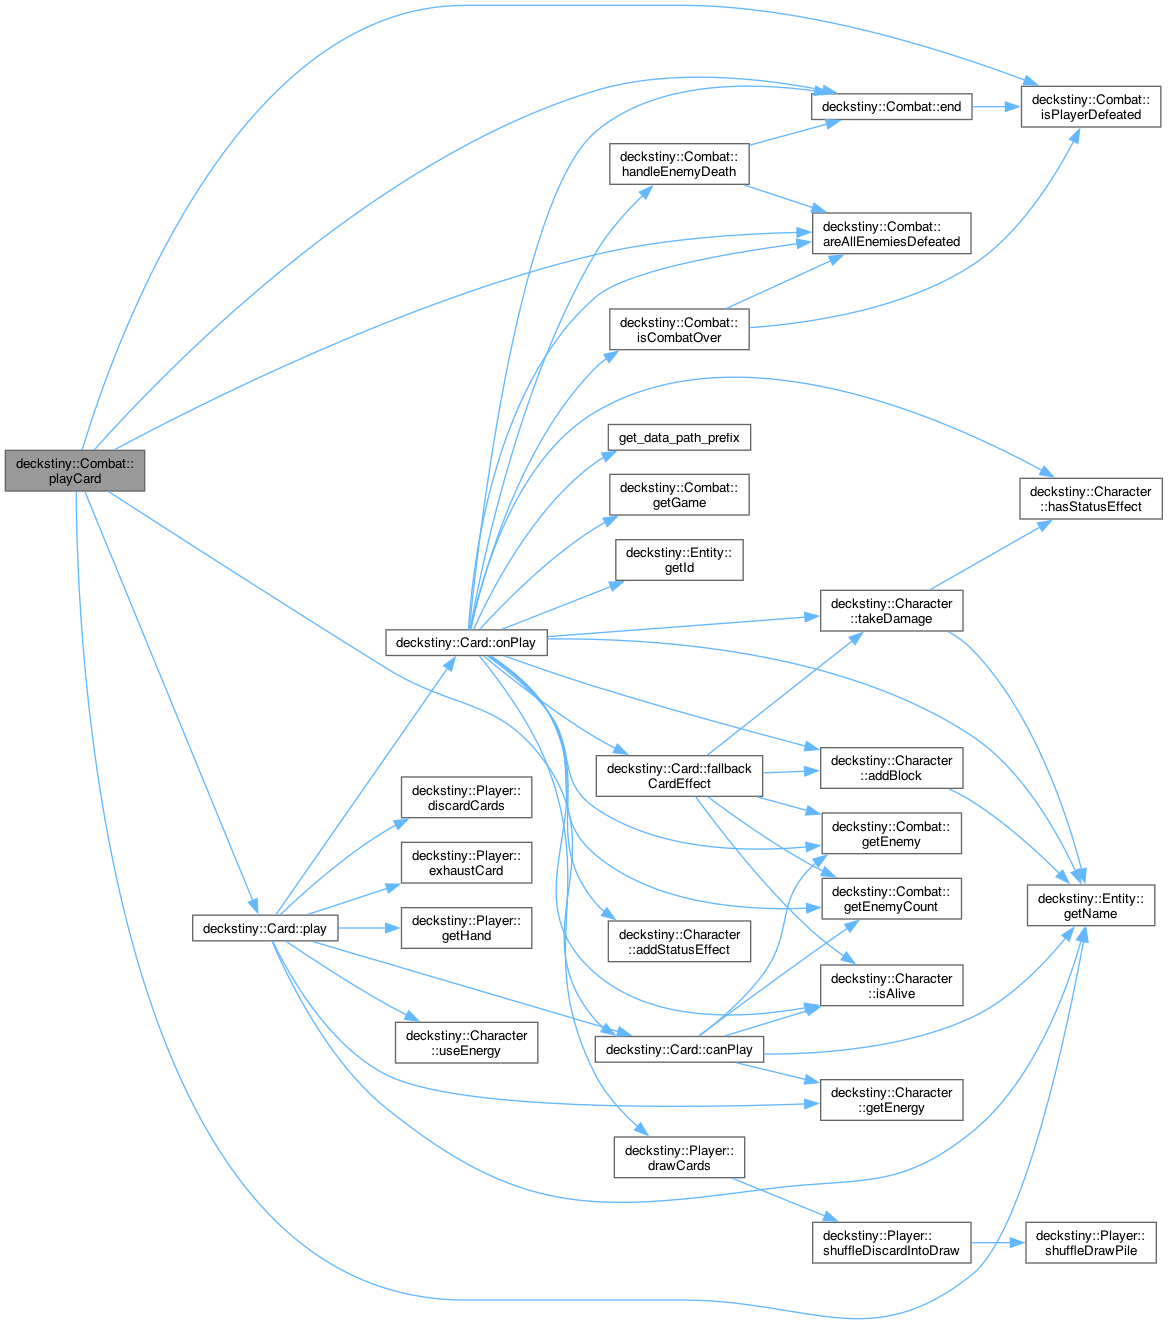 deckstiny::Combat::
playCard
deckstiny::Card::play
deckstiny::Card::onPlay
deckstiny::Player::
discardCards
deckstiny::Player::
exhaustCard
deckstiny::Player::
getHand
deckstiny::Character
::useEnergy
deckstiny::Combat::
handleEnemyDeath
deckstiny::Combat::
isCombatOver
get_data_path_prefix
deckstiny::Combat::
getGame
deckstiny::Entity::
getId
deckstiny::Card::fallback
CardEffect
deckstiny::Character
::addStatusEffect
deckstiny::Card::canPlay
deckstiny::Player::
drawCards
deckstiny::Combat::end
deckstiny::Combat::
areAllEnemiesDefeated
deckstiny::Character
::takeDamage
deckstiny::Character
::addBlock
deckstiny::Combat::
getEnemy
deckstiny::Combat::
getEnemyCount
deckstiny::Character
::isAlive
deckstiny::Character
::getEnergy
deckstiny::Player::
shuffleDiscardIntoDraw
deckstiny::Combat::
isPlayerDefeated
deckstiny::Character
::hasStatusEffect
deckstiny::Entity::
getName
deckstiny::Player::
shuffleDrawPile